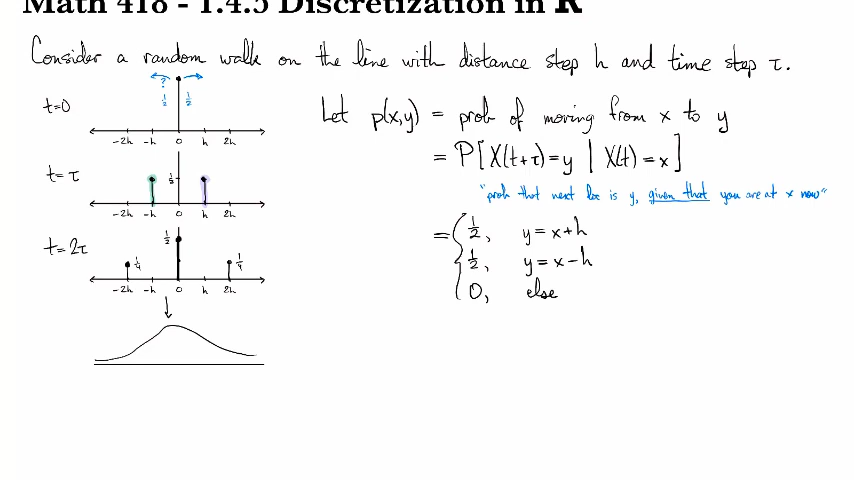 Math 418 - 1.4.5 Discretization in R
Consider a random walk on the line with distance step h and time step τ.
t=0
?
1/2 1/2
-2h -h 0 h 2h
t=τ
1/2
-2h -h 0 h 2h
t=2τ
1/2
1/4 1/4
-2h -h 0 h 2h
Let p(x,y) = prob of moving from x to y
= P[X(t+τ)=y | X(t)=x]
"prob that next loc is y, given that you are at x now"
= { 1/2, y=x+h
1/2, y=x-h
0, else